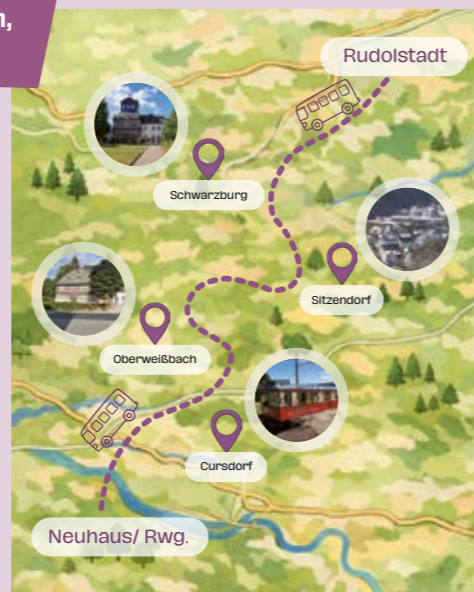 Rudolstadt
Schwarzburg
Sitzendorf
Oberweißbach
Cursdorf
Neuhaus/ Rwg.